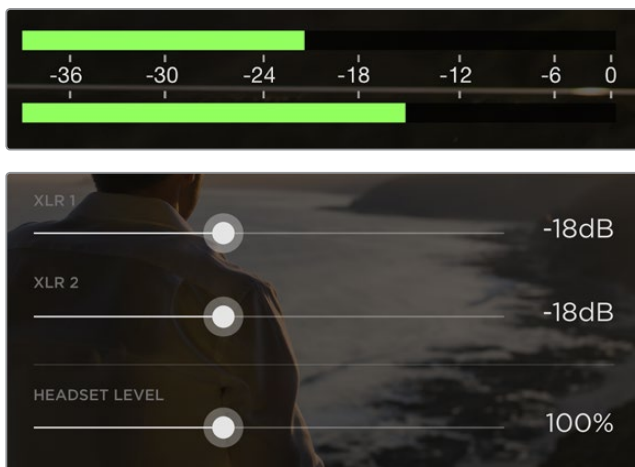 -36 -30 -24 -18 -12 -6 0
XLR 1
-18dB
XLR 2
-18dB
HEADSET LEVEL
100%